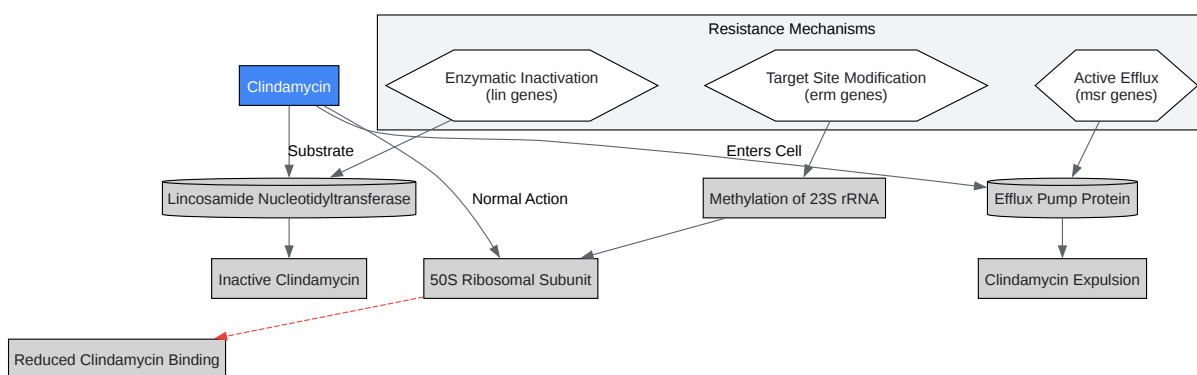 Resistance Mechanisms
Clindamycin
Enzymatic Inactivation
(lin genes)
Target Site Modification
(erm genes)
Active Efflux
(msr genes)
Substrate
Enters Cell
Normal Action
Lincosamide Nucleotidyltransferase
Methylation of 23S rRNA
Efflux Pump Protein
Inactive Clindamycin
50S Ribosomal Subunit
Clindamycin Expulsion
Reduced Clindamycin Binding